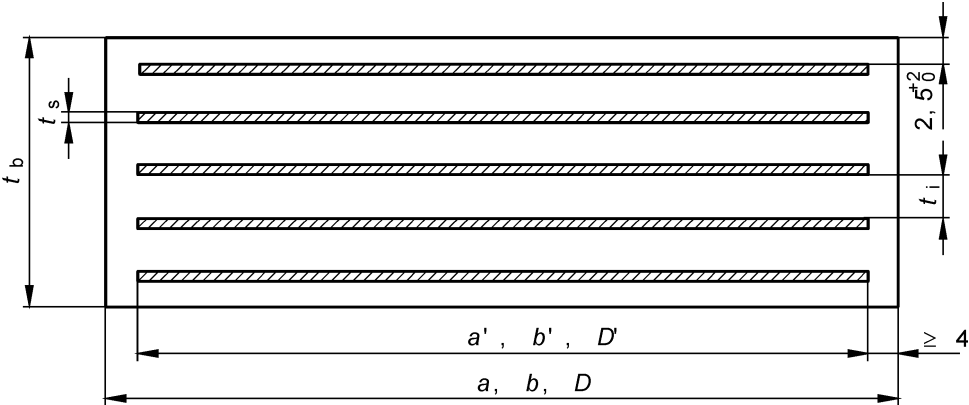 t s
t b
2,5 +2 0
t i
a', b', D'
≥ 4
a, b, D